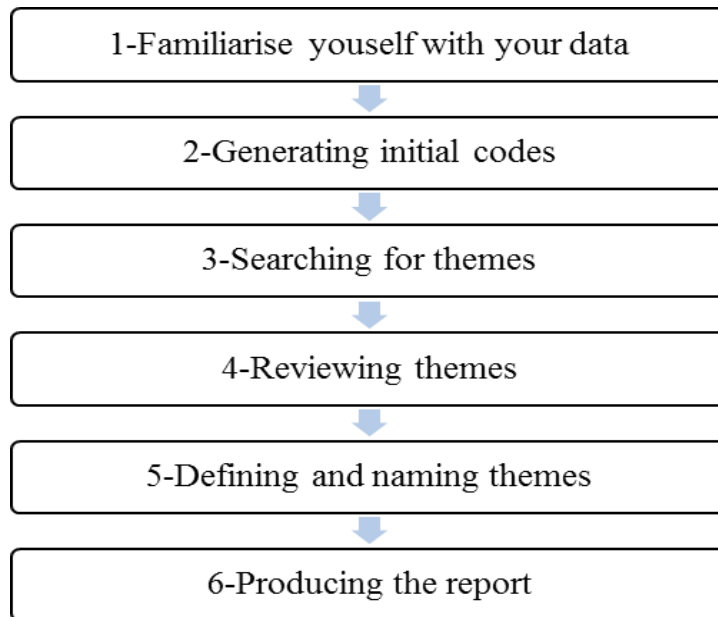 1-Familiarise youself with your data
2-Generating initial codes
3-Searching for themes
4-Reviewing themes
5-Defining and naming themes
6-Producing the report